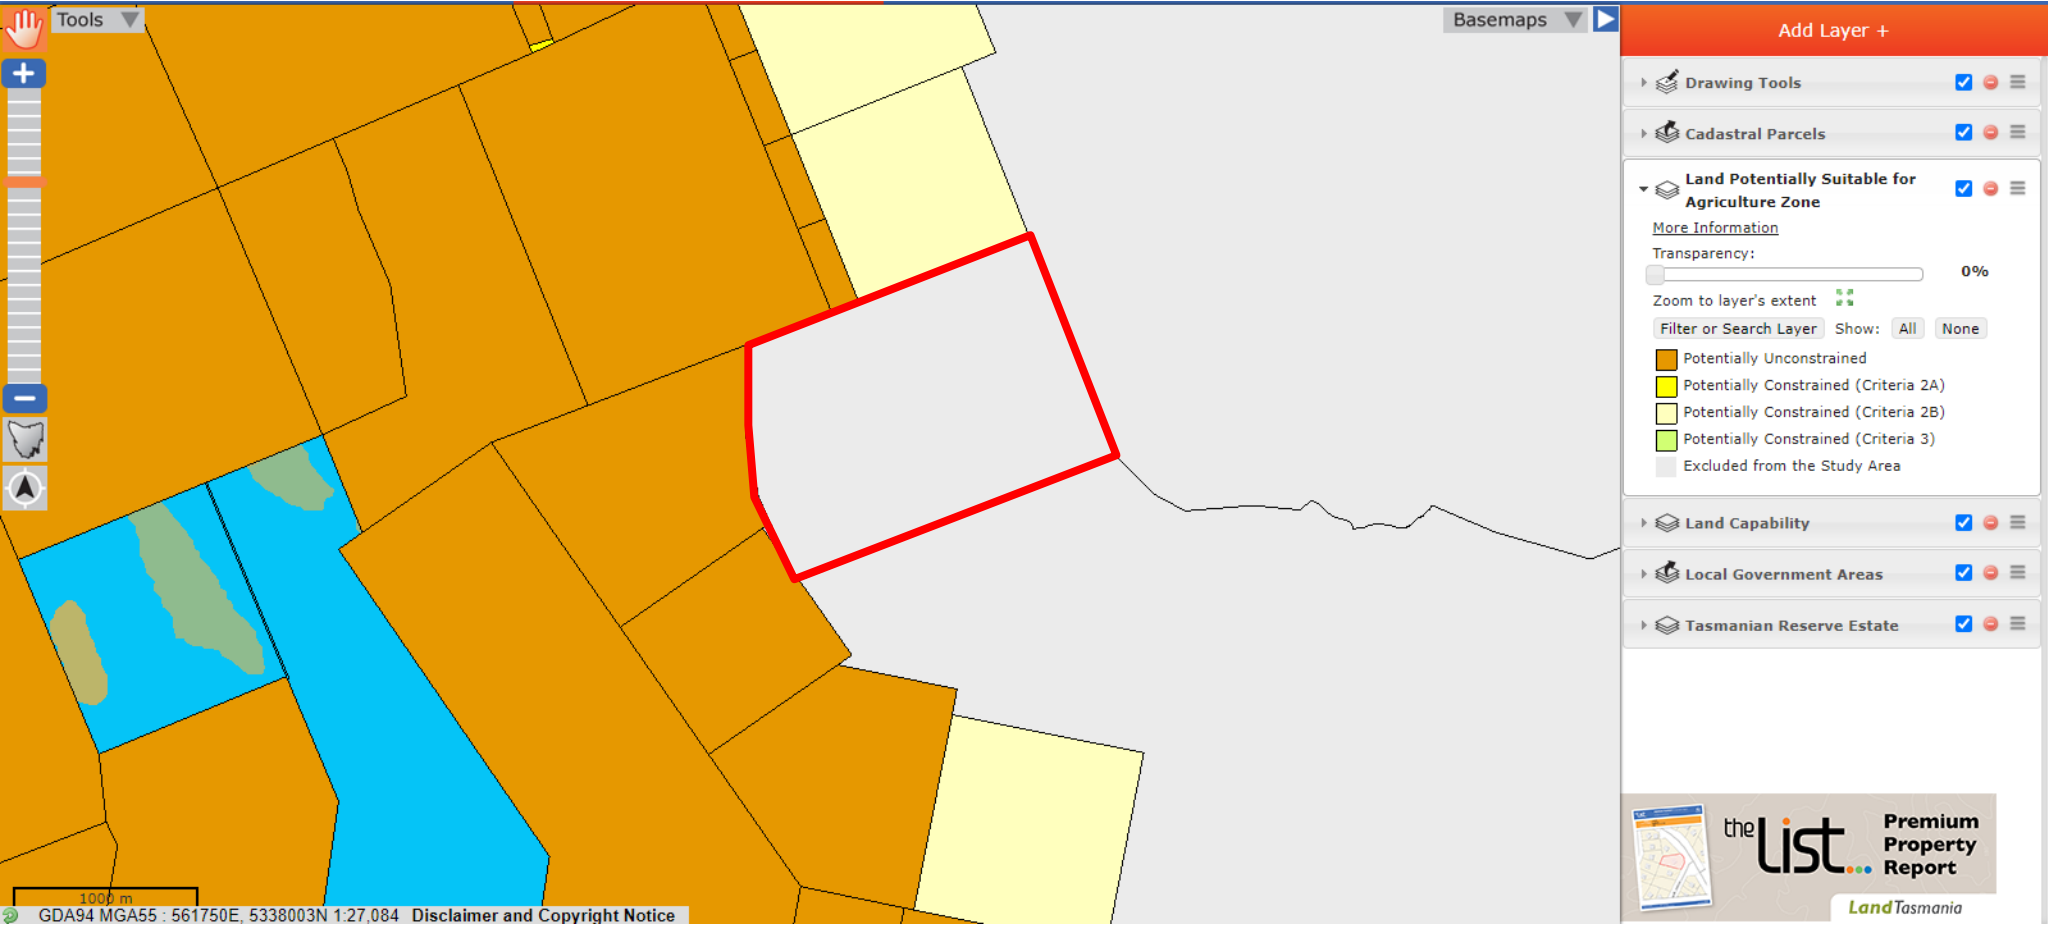 Tools
Basemaps
1000 m
GDA94 MGA55 : 561750E, 5338003N 1:27,084 Disclaimer and Copyright Notice
Add Layer +
Drawing Tools
Cadastral Parcels
Land Potentially Suitable for
Agriculture Zone
More Information
Transparency:
0%
Zoom to layer's extent
Filter or Search Layer Show: All None
Potentially Unconstrained
Potentially Constrained (Criteria 2A)
Potentially Constrained (Criteria 2B)
Potentially Constrained (Criteria 3)
Excluded from the Study Area
Land Capability
Local Government Areas
Tasmanian Reserve Estate
the List...
Premium
Property
Report
LandTasmania